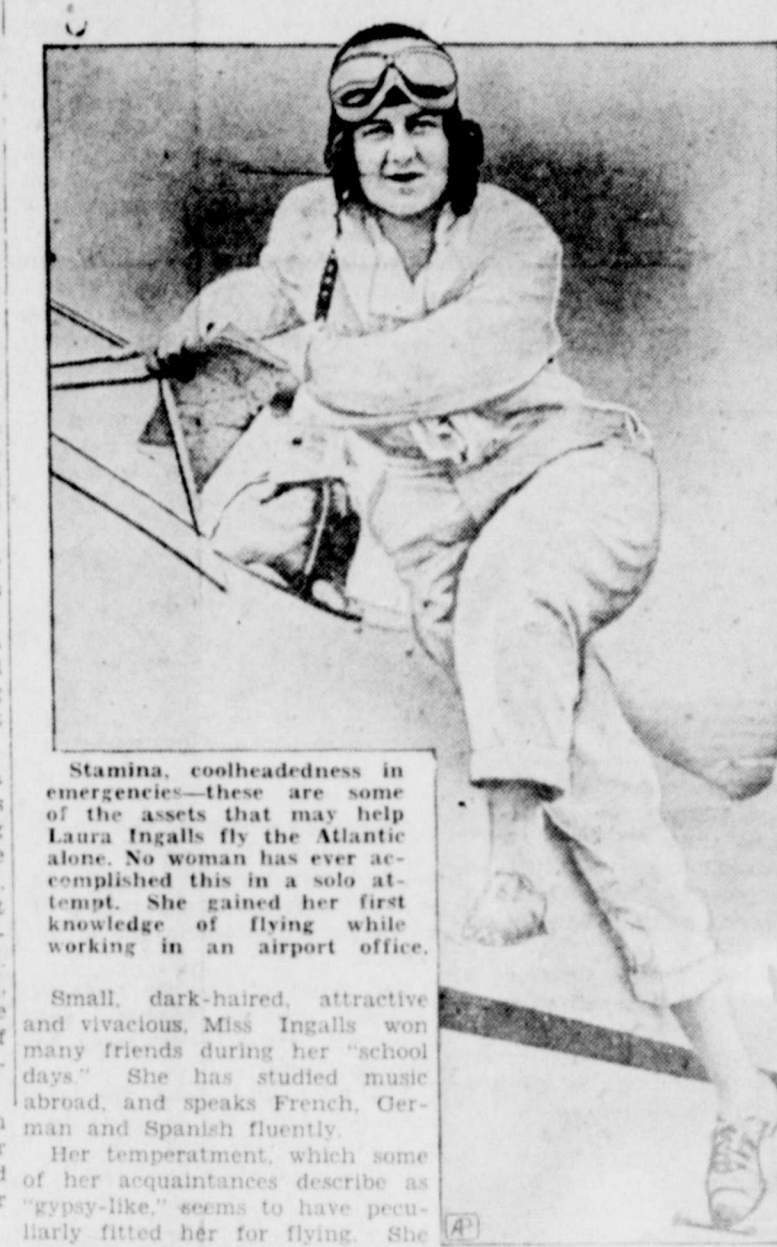 Stamina, coolheadedness in
emergencies—these are some
of the assets that may help
Laura Ingalls fly the Atlantic
alone. No woman has ever ac-
complished this in a solo at-
tempt. She gained her first
knowledge of flying while
working in an airport office.
Small, dark-haired, attractive
and vivacious, Miss Ingalls won
many friends during her "school
days." She has studied music
abroad, and speaks French, Ger-
man and Spanish fluently.
Her temperatment, which some
of her acquaintances describe as
"gypsy-like," seems to have pecu-
liarly fitted her for flying. She
AP